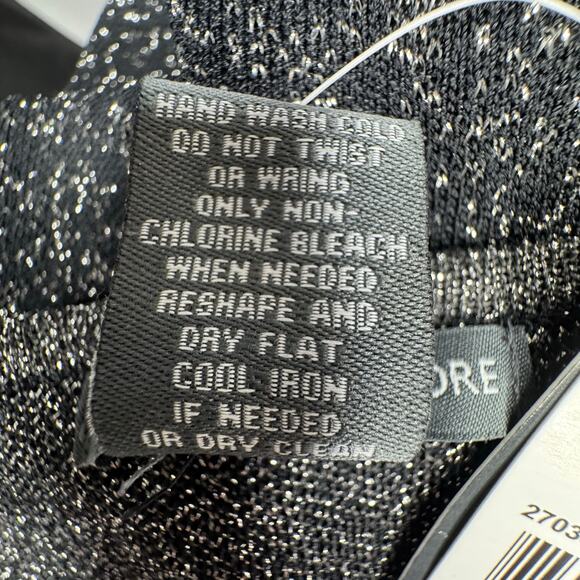 HAND WASH COLD
DO NOT TWIST
OR WRING
ONLY NON-
CHLORINE BLEACH
WHEN NEEDED
RESHAPE AND
DRY FLAT
COOL IRON
IF NEEDED
OR DRY CLEAN
ORE
2703